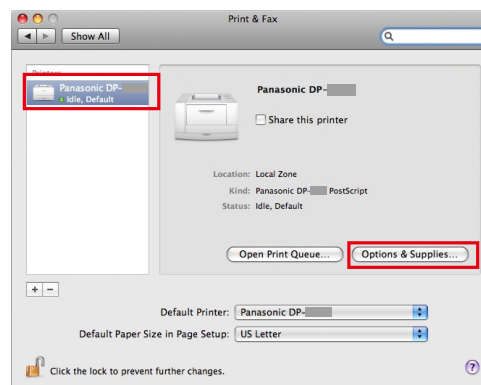 Print & Fax
Show All
Printers
Panasonic DP-
Idle, Default
Panasonic DP-
Share this printer
Location: Local Zone
Kind: Panasonic DP- PostScript
Status: Idle, Default
Open Print Queue... Options & Supplies...
+ -
Default Printer: Panasonic DP-
Default Paper Size in Page Setup: US Letter
Click the lock to prevent further changes. ?